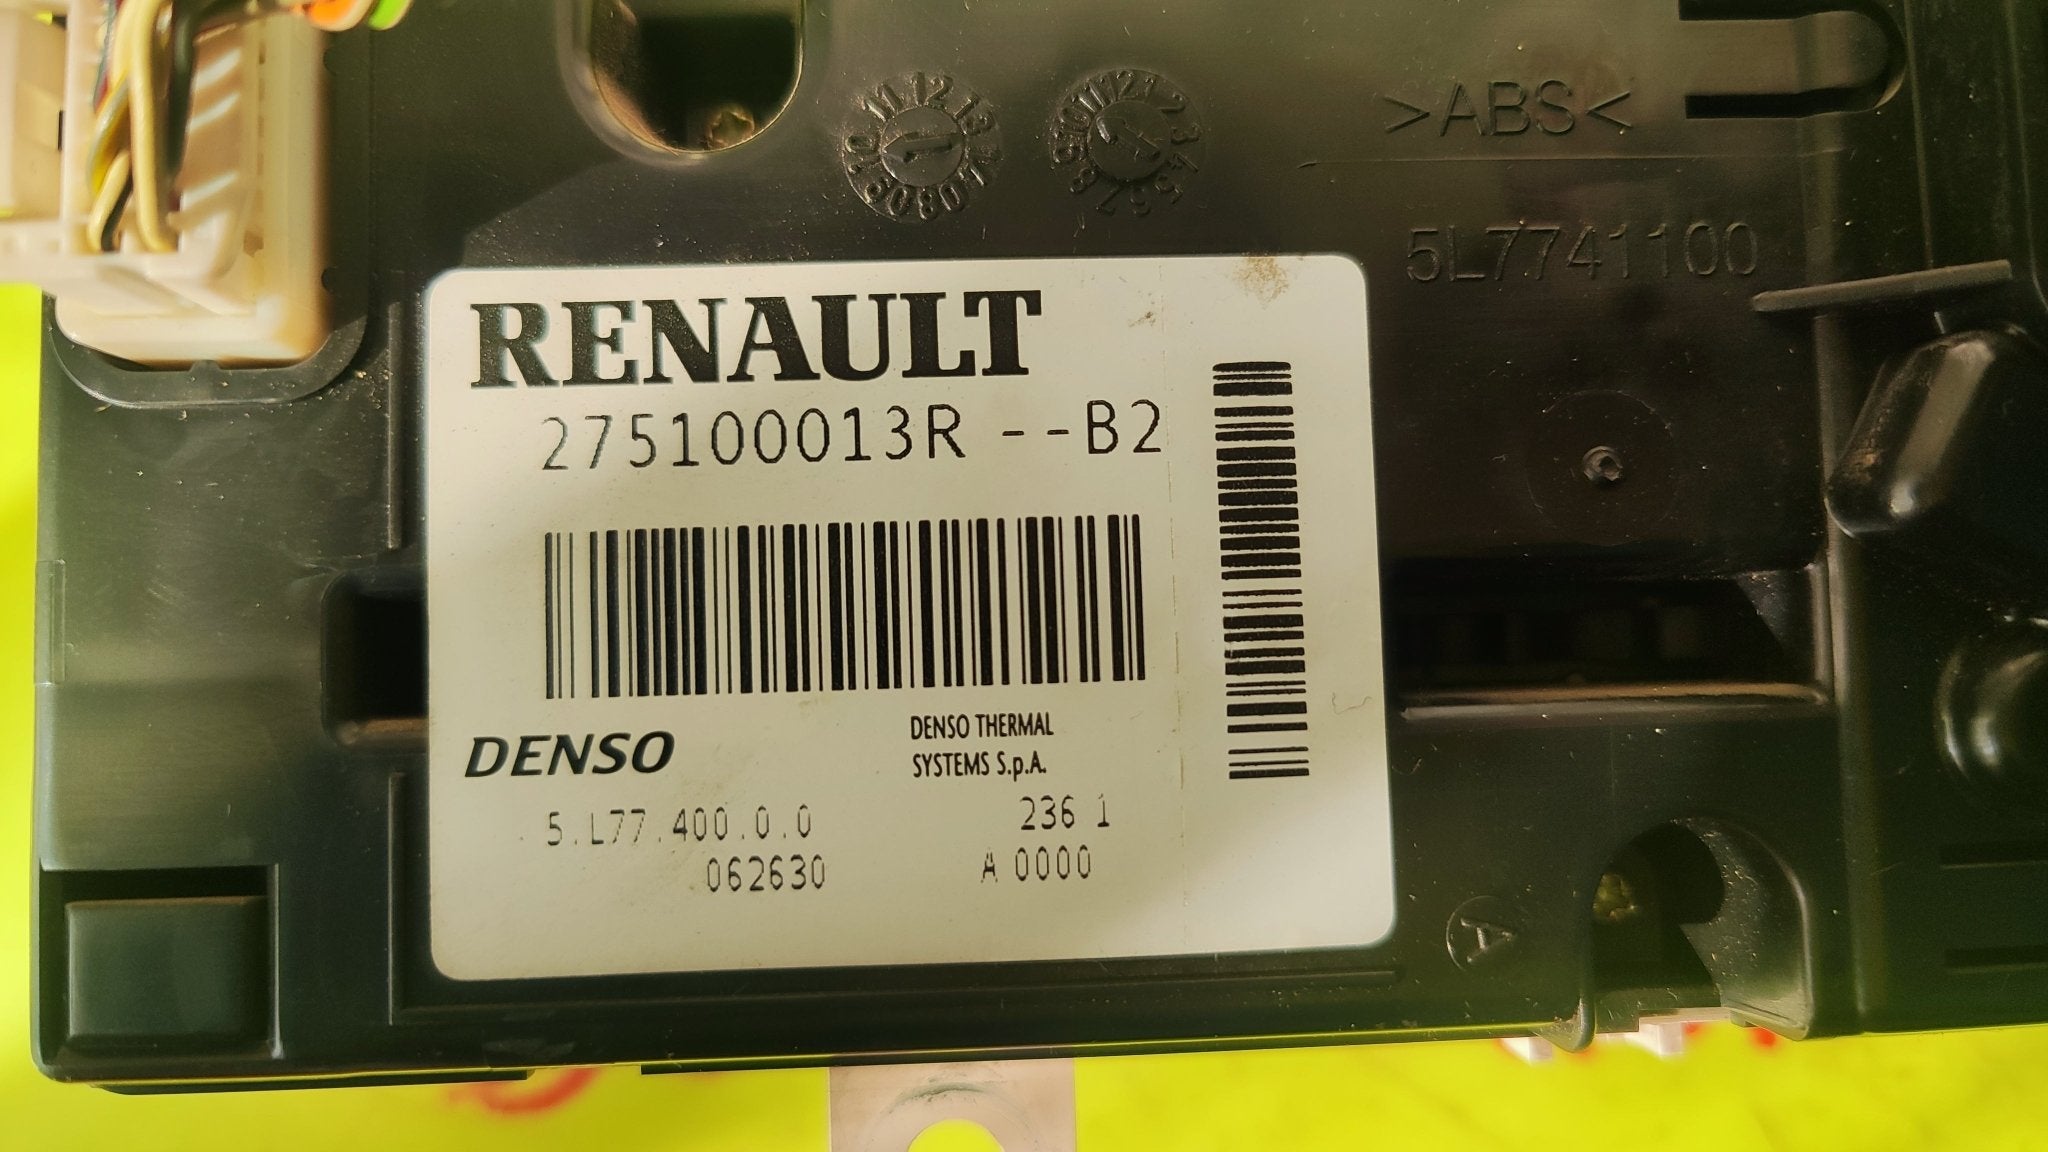 >ABS<
5L7741100
RENAULT
275100013R --B2
DENSO
DENSO THERMAL
SYSTEMS S.p.A.
5.L77.400.0.0
236 1
062630
A 0000
A